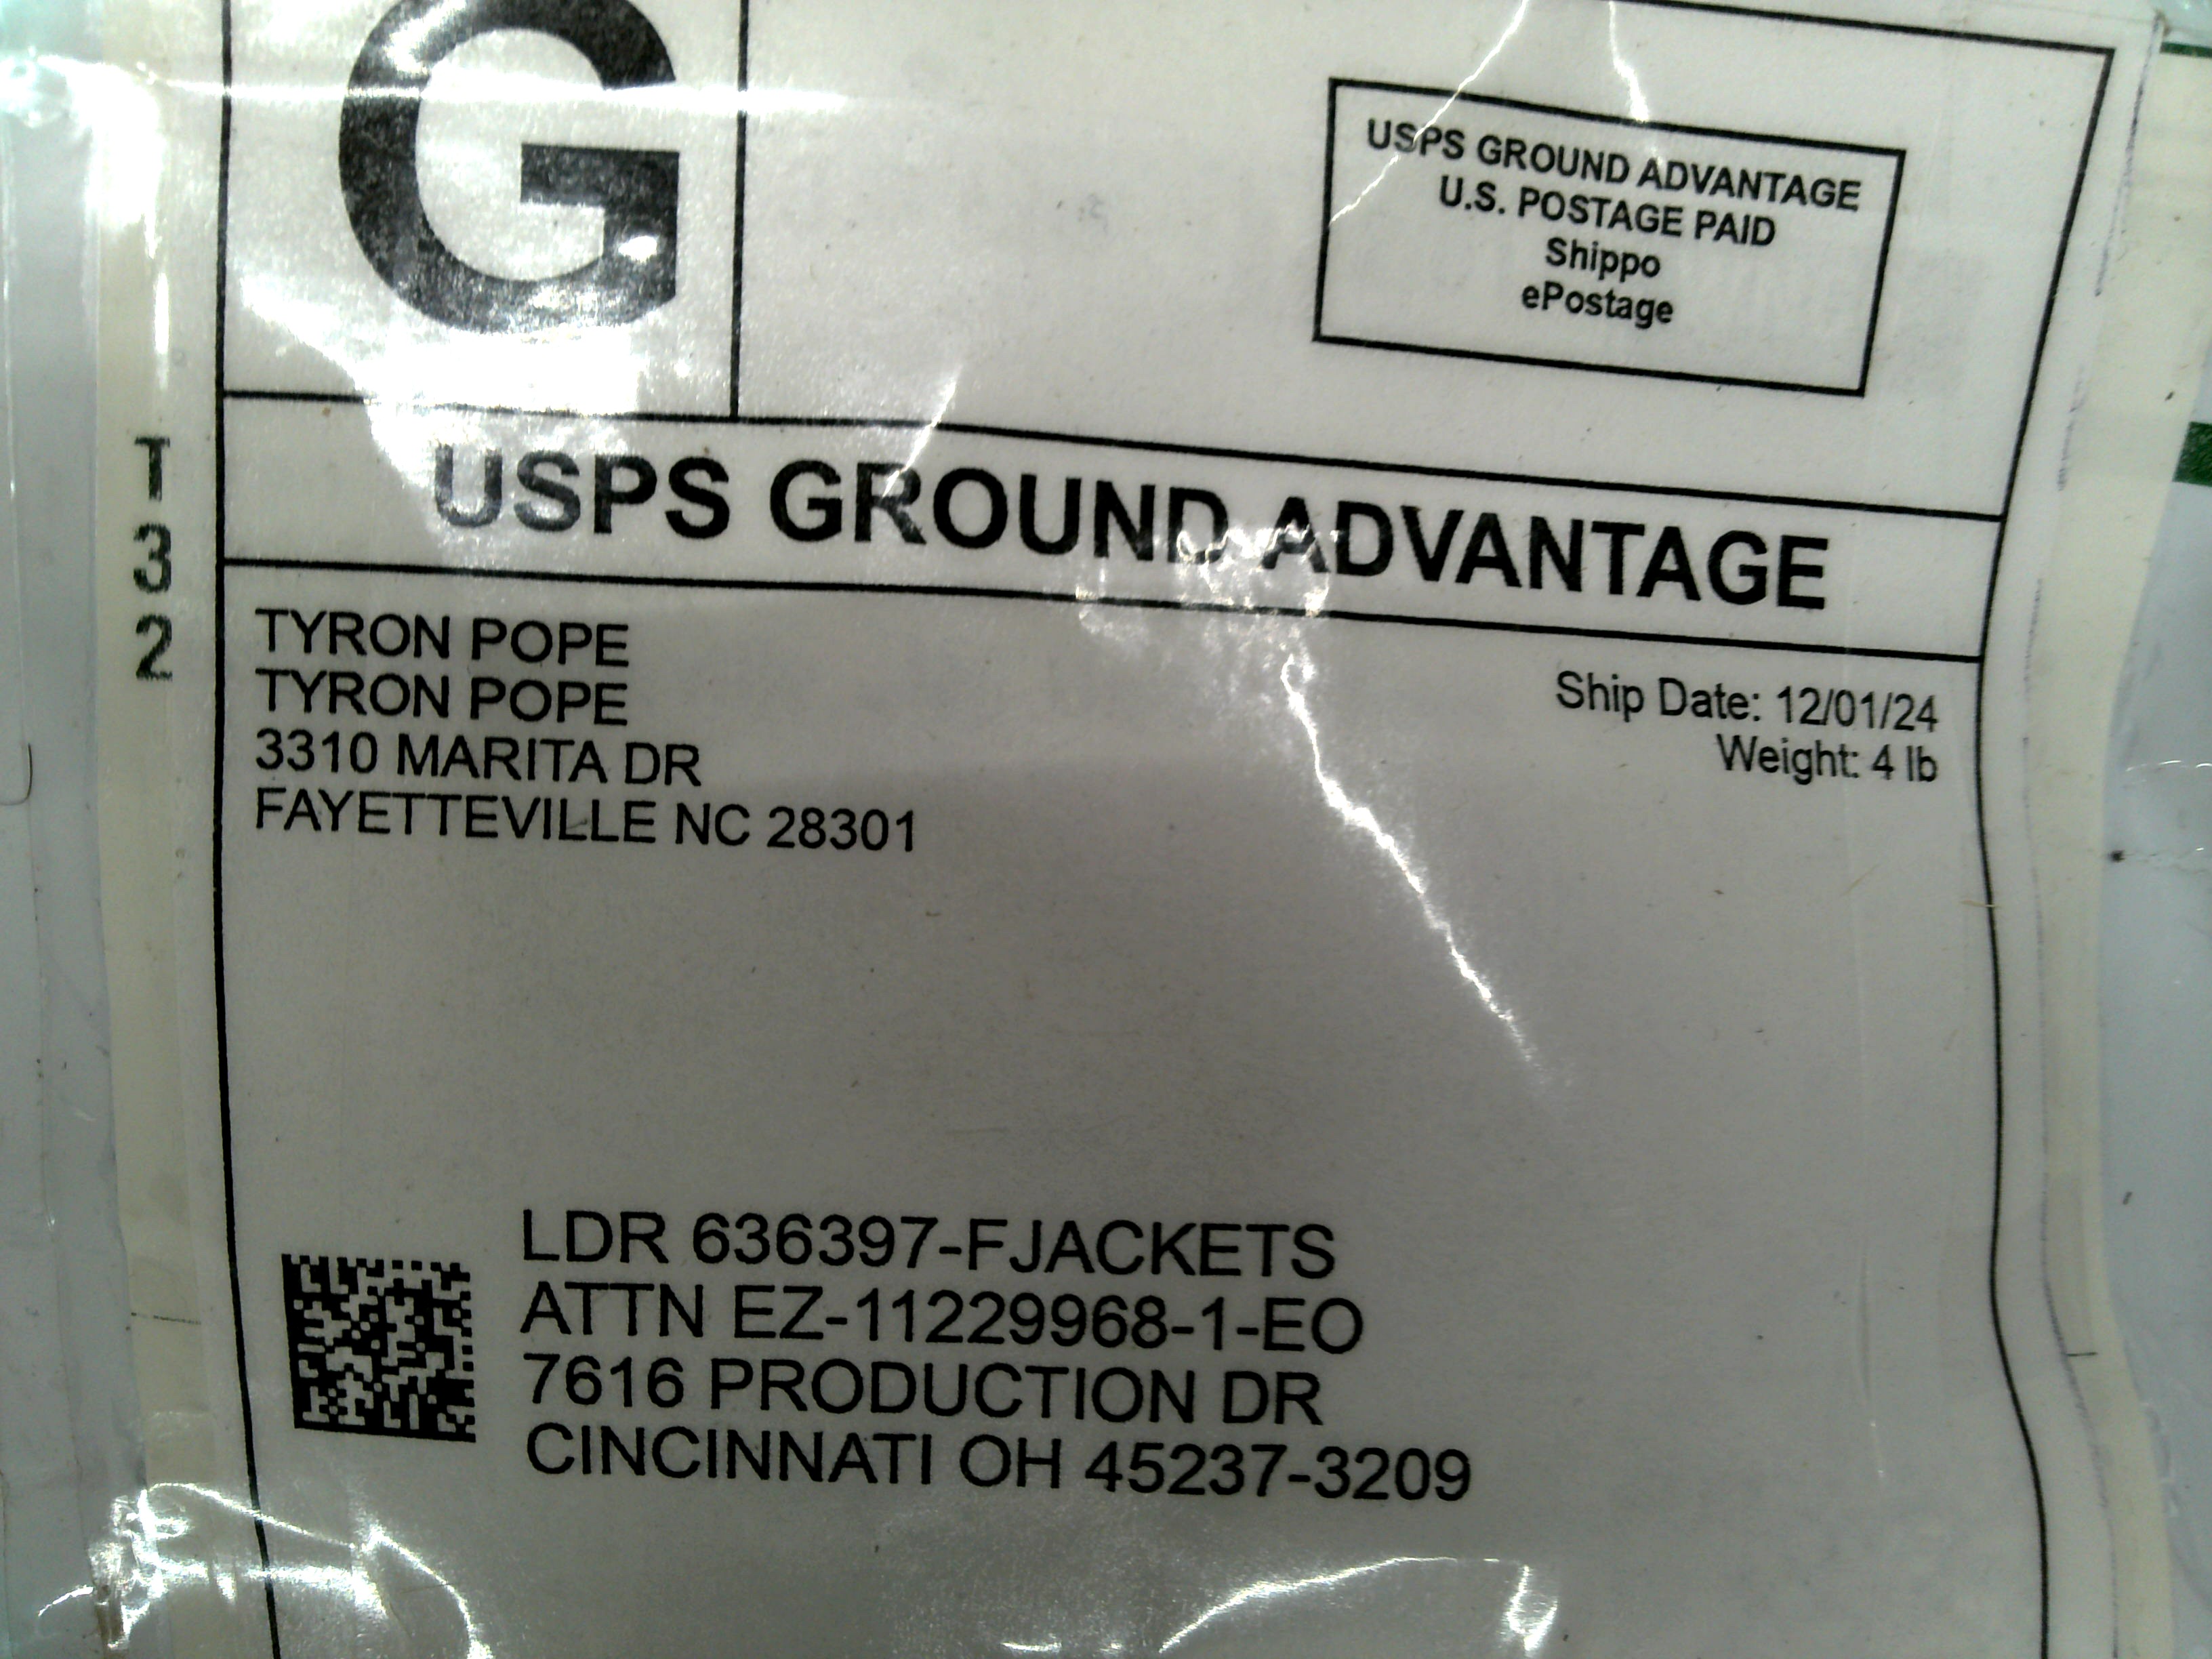 G
USPS GROUND ADVANTAGE
U.S. POSTAGE PAID
Shippo
ePostage
USPS GROUND ADVANTAGE
T
3
2
TYRON POPE
TYRON POPE
3310 MARITA DR
FAYETTEVILLE NC 28301
Ship Date: 12/01/24
Weight: 4 lb
LDR 636397-FJACKETS
ATTN EZ-11229968-1-EO
7616 PRODUCTION DR
CINCINNATI OH 45237-3209